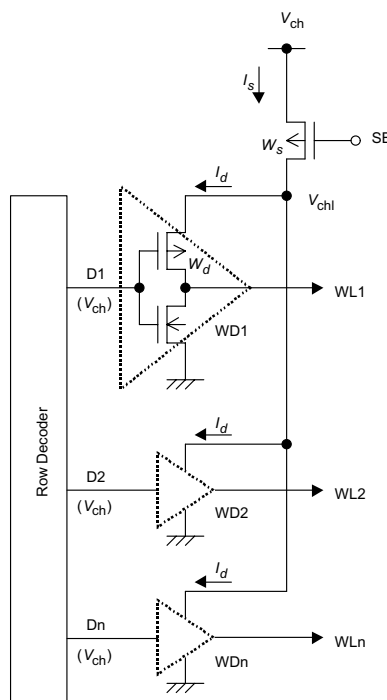 Vch
Is
Ws
SB
Id
Vchl
D1
(Vch)
Wd
WL1
WD1
Row Decoder
Id
D2
(Vch)
WL2
WD2
Id
Dn
(Vch)
WLn
WDn